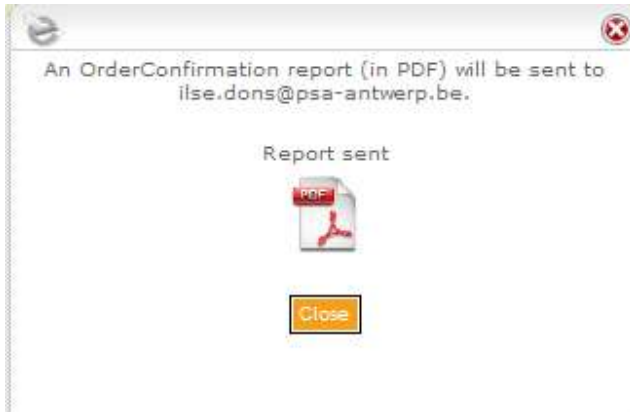 An OrderConfirmation report (in PDF) will be sent to
ilse.dons@psa-antwerp.be.
Report sent
PDF
Close